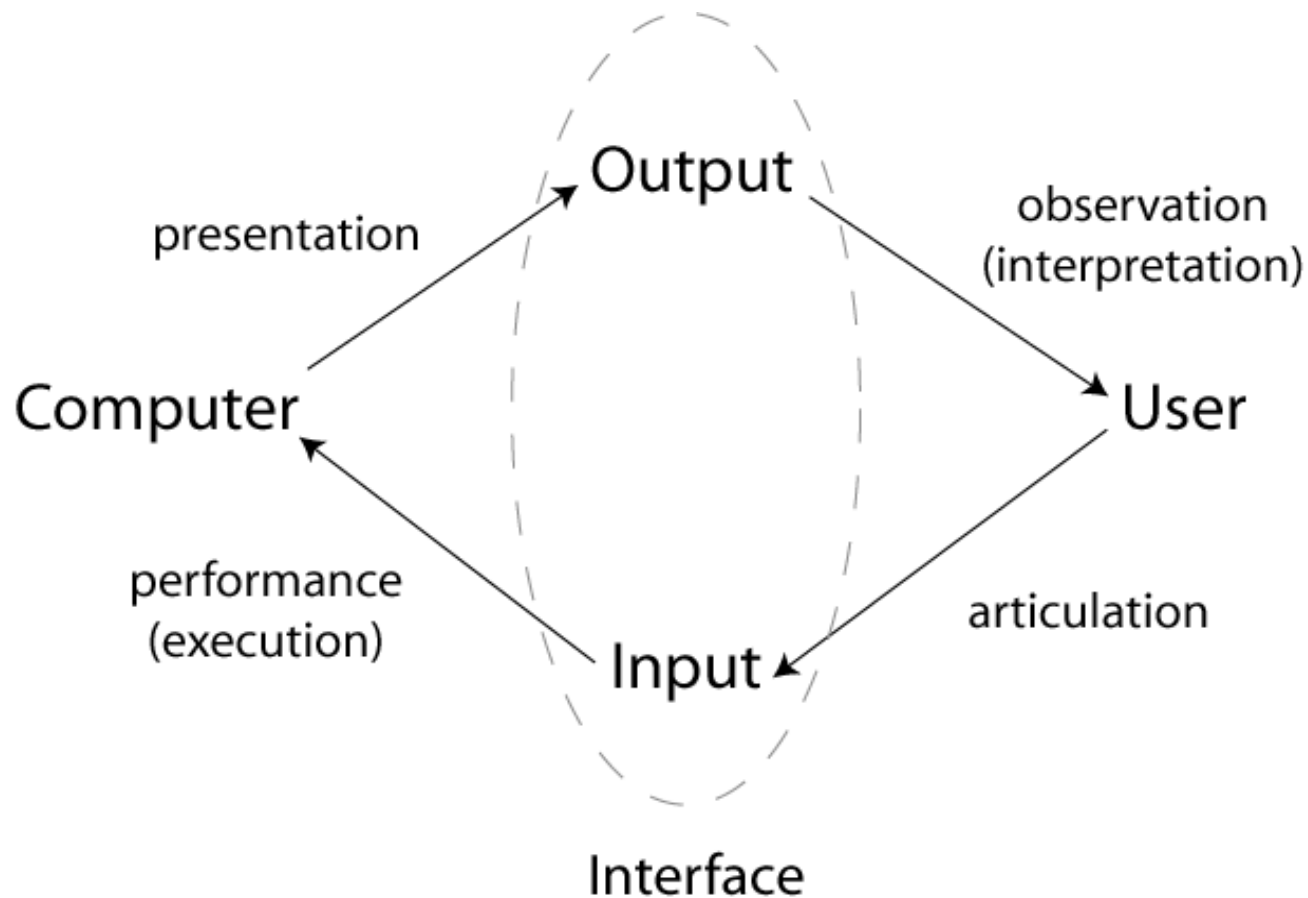 Output
observation
(interpretation)
presentation
Computer
User
performance
(execution)
articulation
Input
Interface